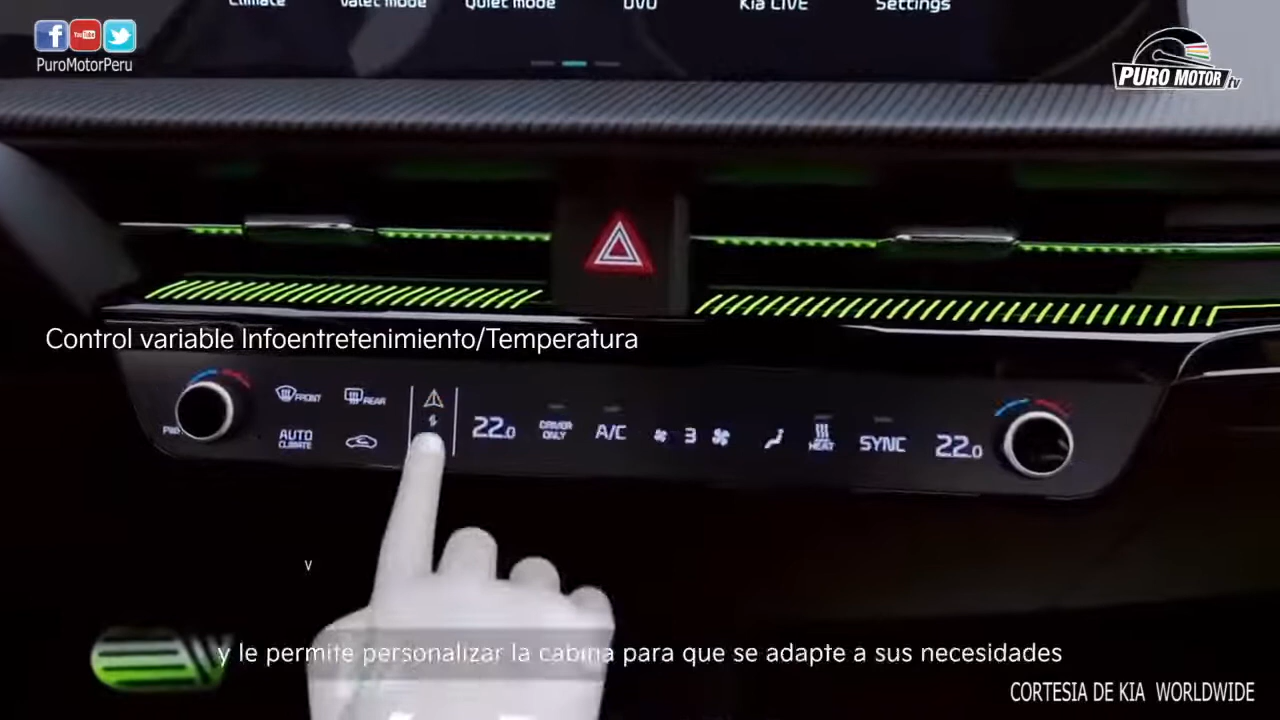 Climate Valet mode Quiet mode DVD Kia LIVE Settings
f YouTube
PuroMotorPeru
PURO MOTOR tv
Control variable Infoentretenimiento/Temperatura
FRONT REAR
PWR AUTO CLIMATE
22.0 DRIVER ONLY A/C 3 HEAT SYNC 22.0
v
y le permite personalizar la cabina para que se adapte a sus necesidades
CORTESIA DE KIA WORLDWIDE